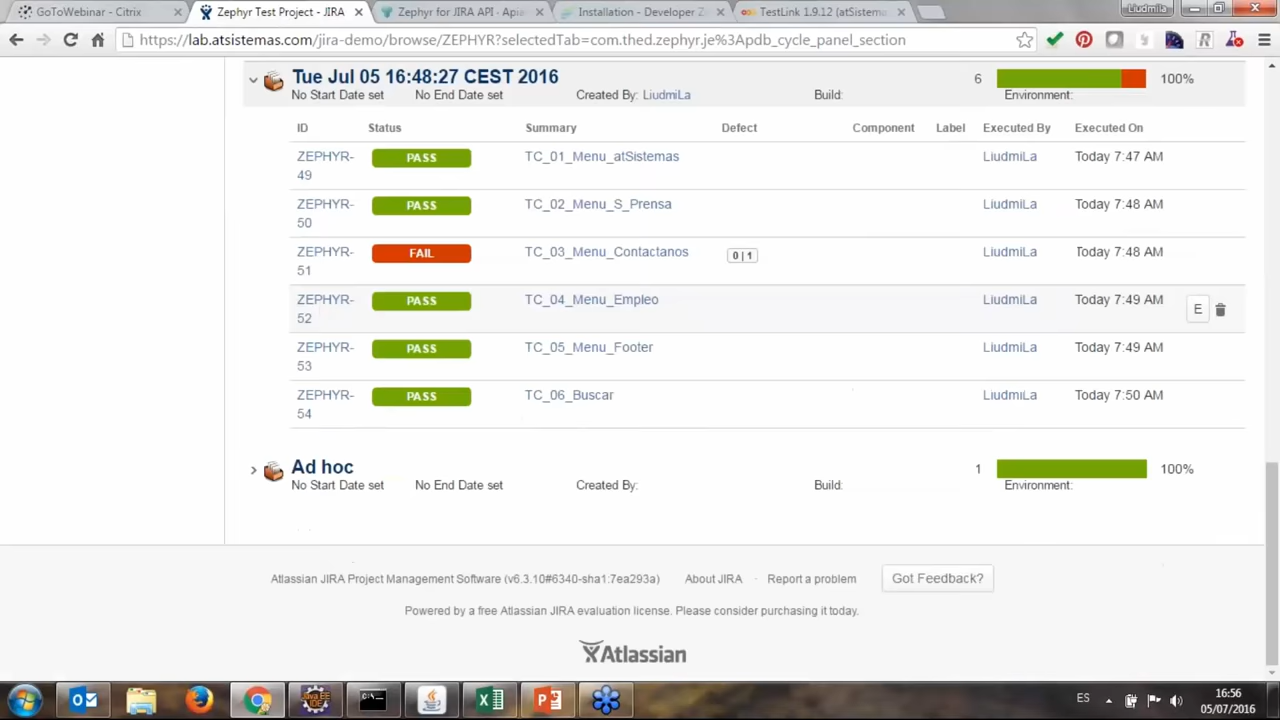 GoToWebinar - Citrix
Zephyr Test Project - JIRA
Zephyr for JIRA API - Apia
Installation - Developer Z
TestLink 1.9.12 (atSistema
LiudmiLa
https://lab.atsistemas.com/jira-demo/browse/ZEPHYR?selectedTab=com.thed.zephyr.je%3Apdb_cycle_panel_section
Tue Jul 05 16:48:27 CEST 2016 6 100%
No Start Date set No End Date set Created By: LiudmiLa Build: Environment:
ID Status Summary Defect Component Label Executed By Executed On
ZEPHYR-49 PASS TC_01_Menu_atSistemas LiudmiLa Today 7:47 AM
ZEPHYR-50 PASS TC_02_Menu_S_Prensa LiudmiLa Today 7:48 AM
ZEPHYR-51 FAIL TC_03_Menu_Contactanos 0 | 1 LiudmiLa Today 7:48 AM
ZEPHYR-52 PASS TC_04_Menu_Empleo LiudmiLa Today 7:49 AM E
ZEPHYR-53 PASS TC_05_Menu_Footer LiudmiLa Today 7:49 AM
ZEPHYR-54 PASS TC_06_Buscar LiudmiLa Today 7:50 AM
Ad hoc 1 100%
No Start Date set No End Date set Created By: Build: Environment:
Atlassian JIRA Project Management Software (v6.3.10#6340-sha1:7ea293a) About JIRA · Report a problem Got Feedback?
Powered by a free Atlassian JIRA evaluation license. Please consider purchasing it today.
Atlassian
Java EE
IDE
ES
16:56
05/07/2016